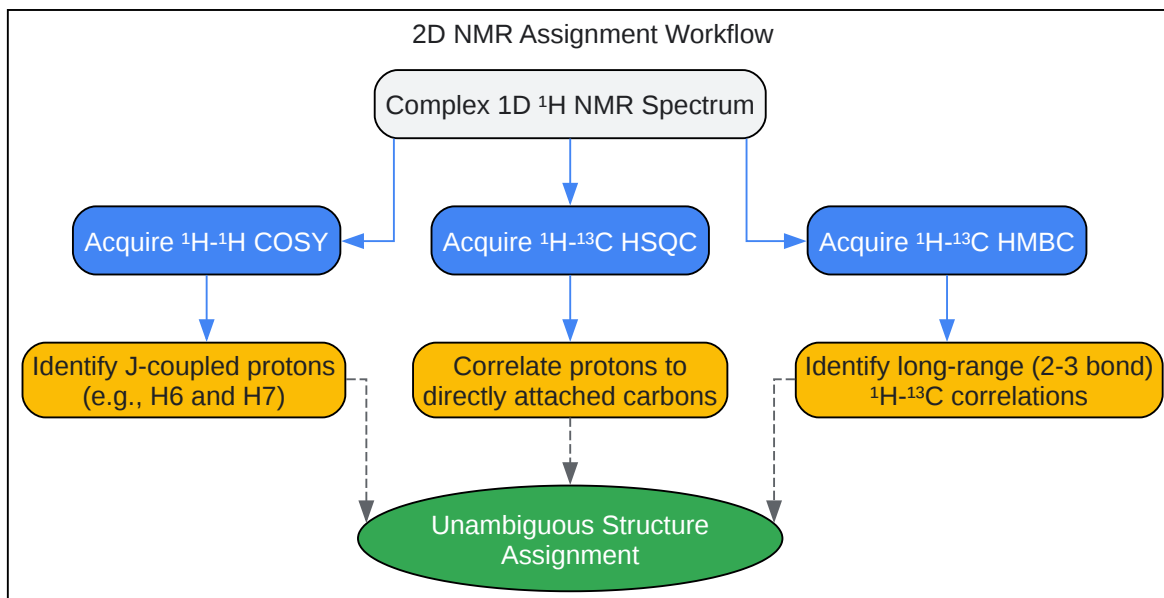 2D NMR Assignment Workflow
Complex 1D ¹H NMR Spectrum
Acquire ¹H-¹H COSY
Acquire ¹H-¹³C HSQC
Acquire ¹H-¹³C HMBC
Identify J-coupled protons
(e.g., H6 and H7)
Correlate protons to
directly attached carbons
Identify long-range (2-3 bond)
¹H-¹³C correlations
Unambiguous Structure
Assignment